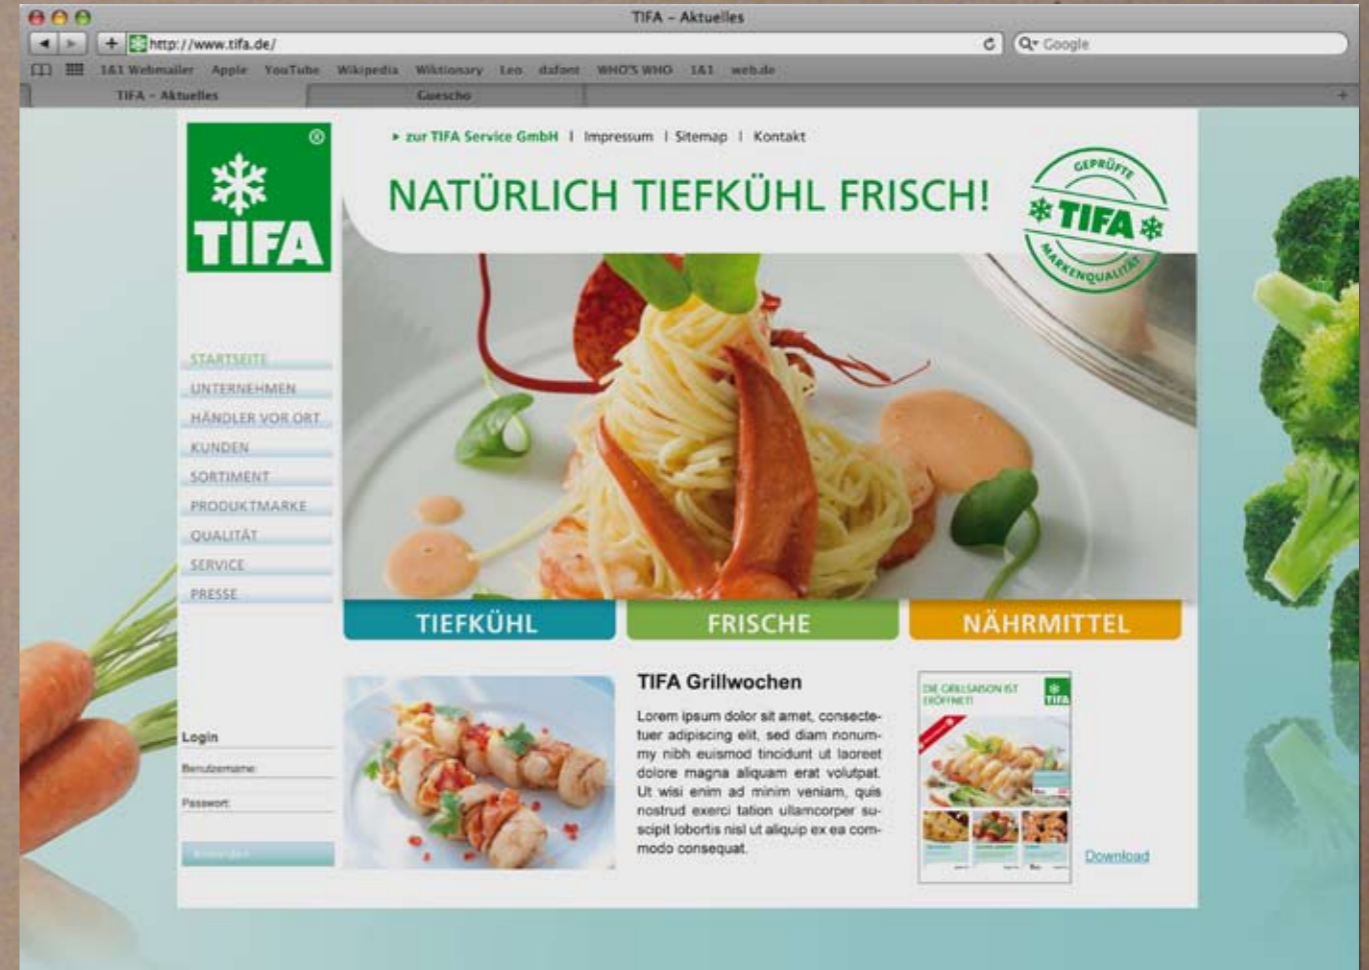 TIFA – Aktuelles
http://www.tifa.de/
Google
1&1 Webmailer Apple YouTube Wikipedia Wiktionary Leo dafont WHO'S WHO 1&1 web.de
TIFA – Aktuelles Guescho
®
TIFA
▸ zur TIFA Service GmbH | Impressum | Sitemap | Kontakt
NATÜRLICH TIEFKÜHL FRISCH!
GEPRÜFTE
TIFA
MARKENQUALITÄT
STARTSEITE
UNTERNEHMEN
HÄNDLER VOR ORT
KUNDEN
SORTIMENT
PRODUKTMARKE
QUALITÄT
SERVICE
PRESSE
TIEFKÜHL
FRISCHE
NÄHRMITTEL
Login
Benutzername:
Passwort:
Anmelden
TIFA Grillwochen
Lorem ipsum dolor sit amet, consecte-
tuer adipiscing elit, sed diam nonum-
my nibh euismod tincidunt ut laoreet
dolore magna aliquam erat volutpat.
Ut wisi enim ad minim veniam, quis
nostrud exerci tation ullamcorper su-
scipit lobortis nisl ut aliquip ex ea com-
modo consequat.
DIE GRILLSAISON IST
ERÖFFNET!
TIFA
Download